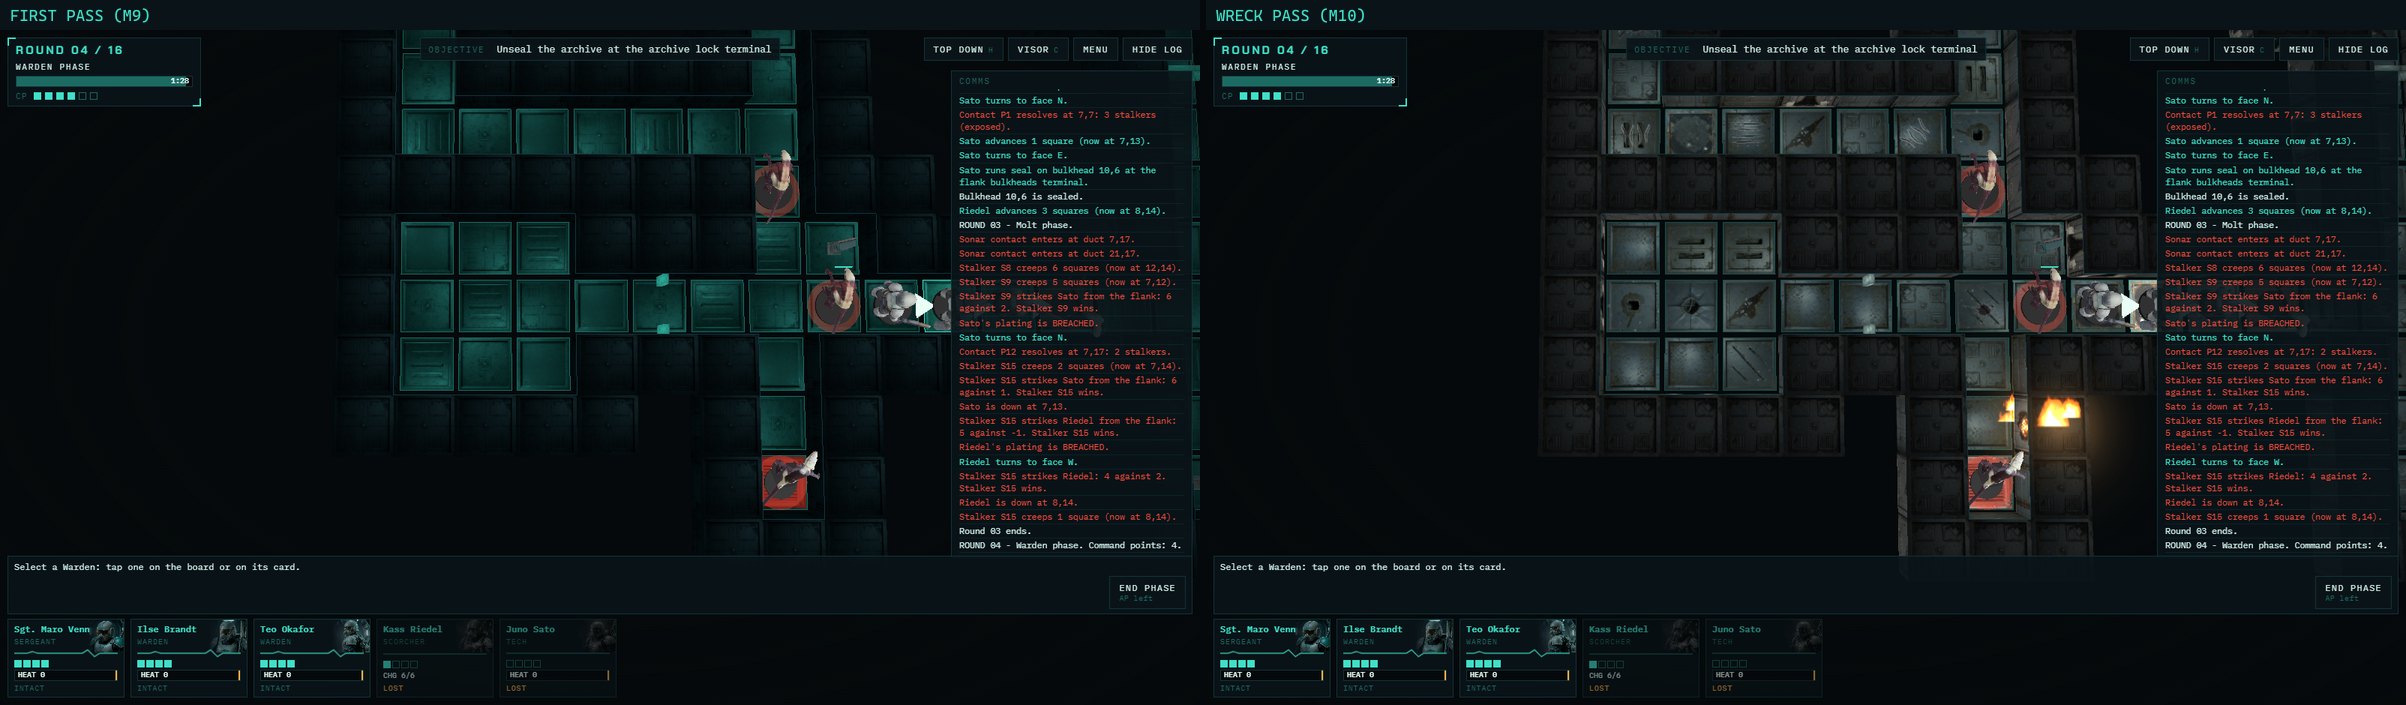 FIRST PASS (M9)
ROUND 04 / 16
WARDEN PHASE
1:28
CP
OBJECTIVE Unseal the archive at the archive lock terminal
TOP DOWN H
VISOR C
MENU
HIDE LOG
COMMS
Sato turns to face N.
Contact P1 resolves at 7,7: 3 stalkers
(exposed).
Sato advances 1 square (now at 7,13).
Sato turns to face E.
Sato runs seal on bulkhead 10,6 at the
flank bulkheads terminal.
Bulkhead 10,6 is sealed.
Riedel advances 3 squares (now at 8,14).
ROUND 03 - Molt phase.
Sonar contact enters at duct 7,17.
Sonar contact enters at duct 21,17.
Stalker S8 creeps 6 squares (now at 12,14).
Stalker S9 creeps 5 squares (now at 7,12).
Stalker S9 strikes Sato from the flank: 6
against 2. Stalker S9 wins.
Sato's plating is BREACHED.
Sato turns to face N.
Contact P12 resolves at 7,17: 2 stalkers.
Stalker S15 creeps 2 squares (now at 7,14).
Stalker S15 strikes Sato from the flank: 6
against 1. Stalker S15 wins.
Sato is down at 7,13.
Stalker S15 strikes Riedel from the flank:
5 against -1. Stalker S15 wins.
Riedel's plating is BREACHED.
Riedel turns to face W.
Stalker S15 strikes Riedel: 4 against 2.
Stalker S15 wins.
Riedel is down at 8,14.
Stalker S15 creeps 1 square (now at 8,14).
Round 03 ends.
ROUND 04 - Warden phase. Command points: 4.
Select a Warden: tap one on the board or on its card.
END PHASE
AP left
Sgt. Maro Venn
SERGEANT
HEAT 0
INTACT
Ilse Brandt
WARDEN
HEAT 0
INTACT
Teo Okafor
WARDEN
HEAT 0
INTACT
Kass Riedel
SCORCHER
CHG 6/6
LOST
Juno Sato
TECH
HEAT 0
LOST
WRECK PASS (M10)
ROUND 04 / 16
WARDEN PHASE
1:28
CP
OBJECTIVE Unseal the archive at the archive lock terminal
TOP DOWN H
VISOR C
MENU
HIDE LOG
COMMS
Sato turns to face N.
Contact P1 resolves at 7,7: 3 stalkers
(exposed).
Sato advances 1 square (now at 7,13).
Sato turns to face E.
Sato runs seal on bulkhead 10,6 at the
flank bulkheads terminal.
Bulkhead 10,6 is sealed.
Riedel advances 3 squares (now at 8,14).
ROUND 03 - Molt phase.
Sonar contact enters at duct 7,17.
Sonar contact enters at duct 21,17.
Stalker S8 creeps 6 squares (now at 12,14).
Stalker S9 creeps 5 squares (now at 7,12).
Stalker S9 strikes Sato from the flank: 6
against 2. Stalker S9 wins.
Sato's plating is BREACHED.
Sato turns to face N.
Contact P12 resolves at 7,17: 2 stalkers.
Stalker S15 creeps 2 squares (now at 7,14).
Stalker S15 strikes Sato from the flank: 6
against 1. Stalker S15 wins.
Sato is down at 7,13.
Stalker S15 strikes Riedel from the flank:
5 against -1. Stalker S15 wins.
Riedel's plating is BREACHED.
Riedel turns to face W.
Stalker S15 strikes Riedel: 4 against 2.
Stalker S15 wins.
Riedel is down at 8,14.
Stalker S15 creeps 1 square (now at 8,14).
Round 03 ends.
ROUND 04 - Warden phase. Command points: 4.
Select a Warden: tap one on the board or on its card.
END PHASE
AP left
Sgt. Maro Venn
SERGEANT
HEAT 0
INTACT
Ilse Brandt
WARDEN
HEAT 0
INTACT
Teo Okafor
WARDEN
HEAT 0
INTACT
Kass Riedel
SCORCHER
CHG 6/6
LOST
Juno Sato
TECH
HEAT 0
LOST